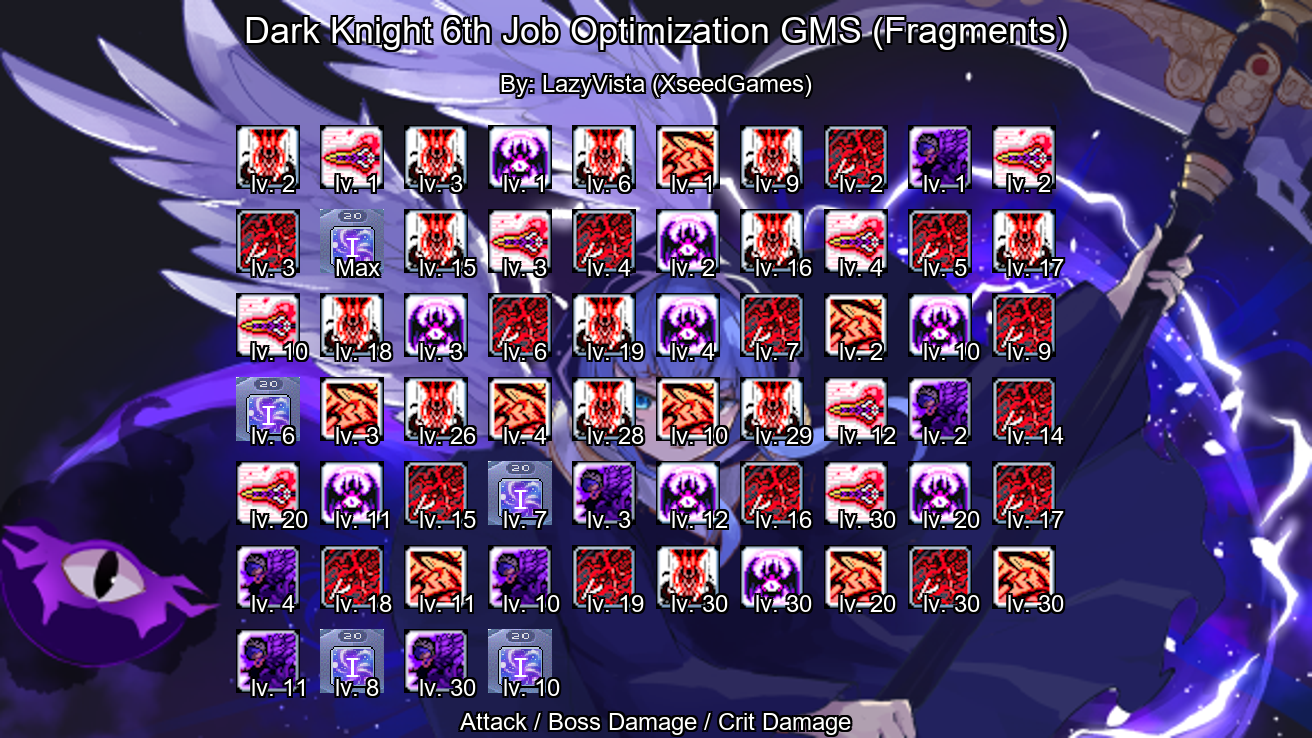 Dark Knight 6th Job Optimization GMS (Fragments)
By: LazyVista (XseedGames)
lv. 2 lv. 1 lv. 3 lv. 1 lv. 6 lv. 1 lv. 9 lv. 2 lv. 1 lv. 2
20
lv. 3 Max lv. 15 lv. 3 lv. 4 lv. 2 lv. 16 lv. 4 lv. 5 lv. 17
lv. 10 lv. 18 lv. 3 lv. 6 lv. 19 lv. 4 lv. 7 lv. 2 lv. 10 lv. 9
20
lv. 6 lv. 3 lv. 26 lv. 4 lv. 28 lv. 10 lv. 29 lv. 12 lv. 2 lv. 14
20
lv. 20 lv. 11 lv. 15 lv. 7 lv. 3 lv. 12 lv. 16 lv. 30 lv. 20 lv. 17
lv. 4 lv. 18 lv. 11 lv. 10 lv. 19 lv. 30 lv. 30 lv. 20 lv. 30 lv. 30
20 20
lv. 11 lv. 8 lv. 30 lv. 10
Attack / Boss Damage / Crit Damage